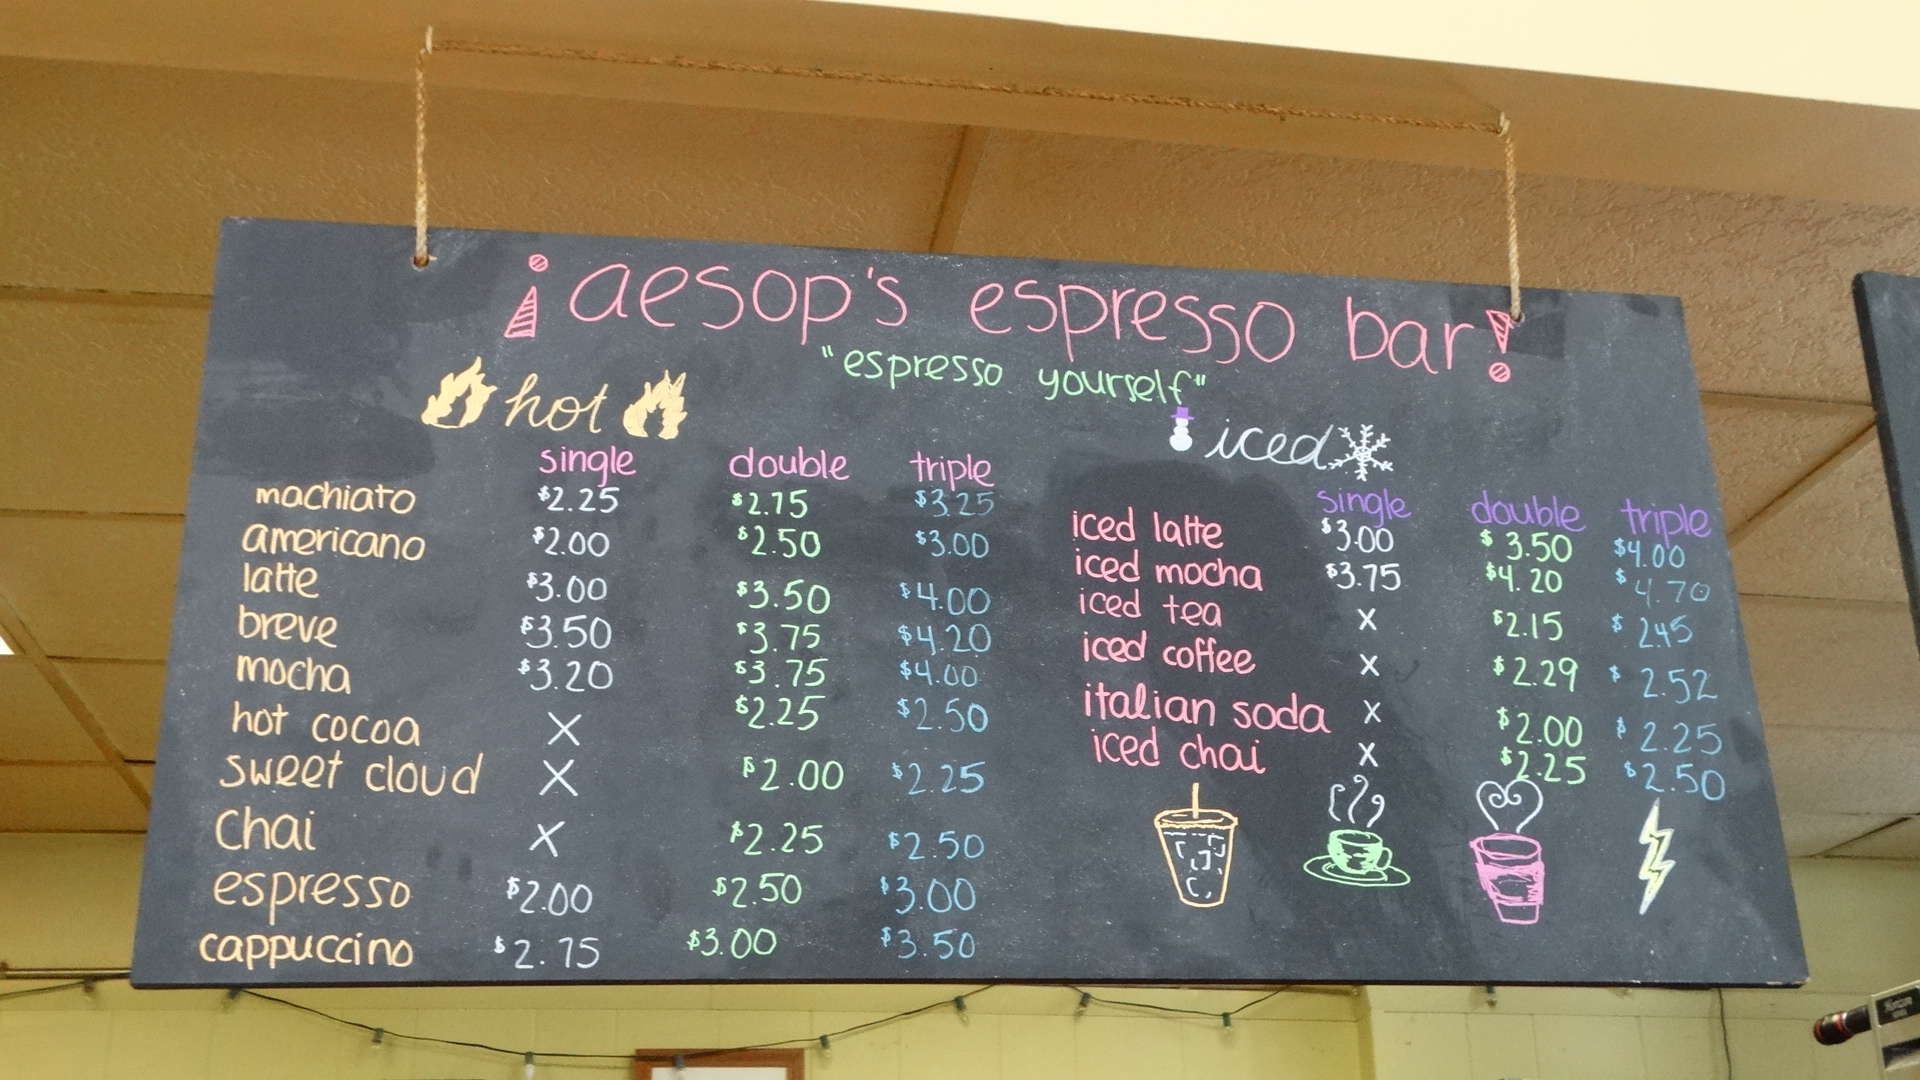 ¡aesop's espresso bar!
"espresso yourself"
hot
single double triple
machiato $2.25 $2.75 $3.25
americano $2.00 $2.50 $3.00
latte $3.00 $3.50 $4.00
breve $3.50 $3.75 $4.20
mocha $3.20 $3.75 $4.00
hot cocoa X $2.25 $2.50
sweet cloud X $2.00 $2.25
Chai X $2.25 $2.50
espresso $2.00 $2.50 $3.00
cappuccino $2.75 $3.00 $3.50
iced
single double triple
iced latte $3.00 $3.50 $4.00
iced mocha $3.75 $4.20 $4.70
iced tea X $2.15 $2.45
iced coffee X $2.29 $2.52
italian soda X $2.00 $2.25
iced chai X $2.25 $2.50